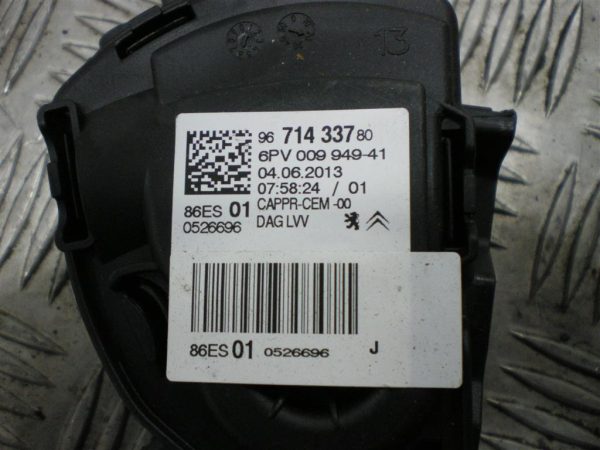 13
96 714 337 80
6PV 009 949-41
04.06.2013
07:58:24 / 01
86ES 01 CAPPR-CEM -00
0526696 DAG LVV
86ES 01 0526696 J